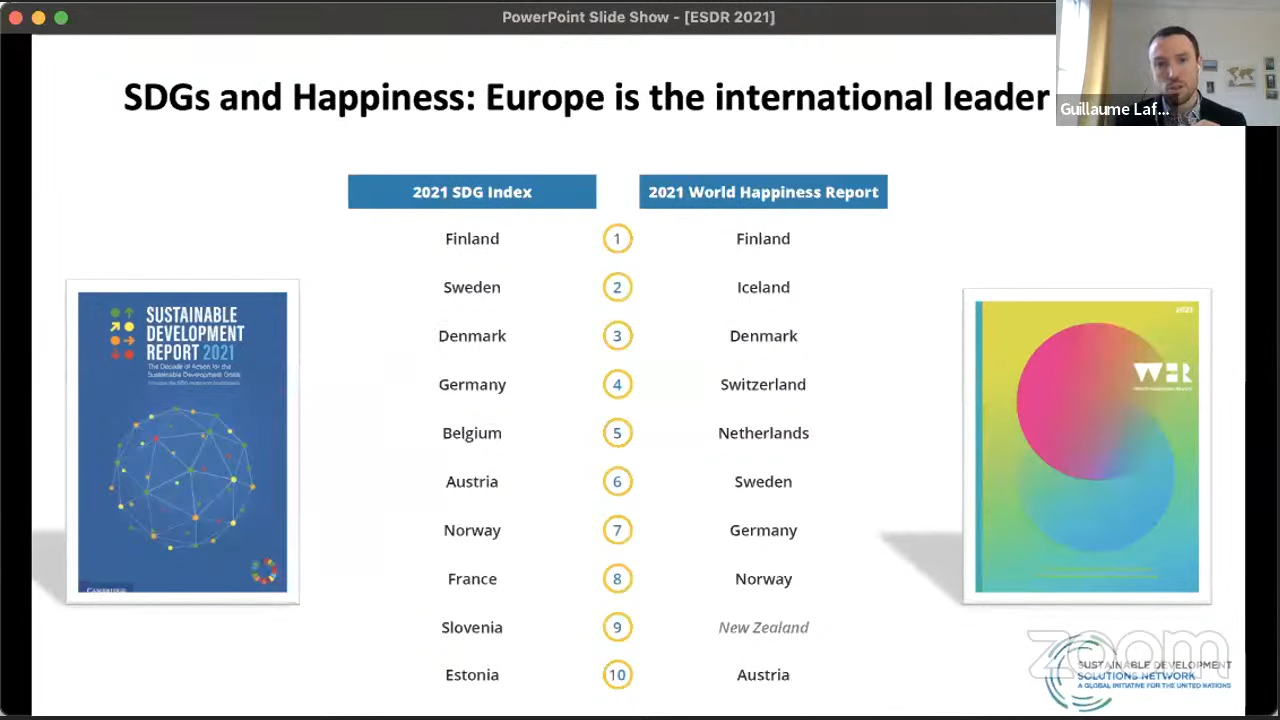 PowerPoint Slide Show - [ESDR 2021]
SDGs and Happiness: Europe is the international leader
Guillaume Laf...
2021 SDG Index
2021 World Happiness Report
Finland 1 Finland
Sweden 2 Iceland
Denmark 3 Denmark
Germany 4 Switzerland
Belgium 5 Netherlands
Austria 6 Sweden
Norway 7 Germany
France 8 Norway
Slovenia 9 New Zealand
Estonia 10 Austria
SUSTAINABLE
DEVELOPMENT
REPORT 2021
The Decade of Action for the
Sustainable Development Goals
CAMBRIDGE
2021
WHR
zoom
SUSTAINABLE DEVELOPMENT
SOLUTIONS NETWORK
A GLOBAL INITIATIVE FOR THE UNITED NATIONS